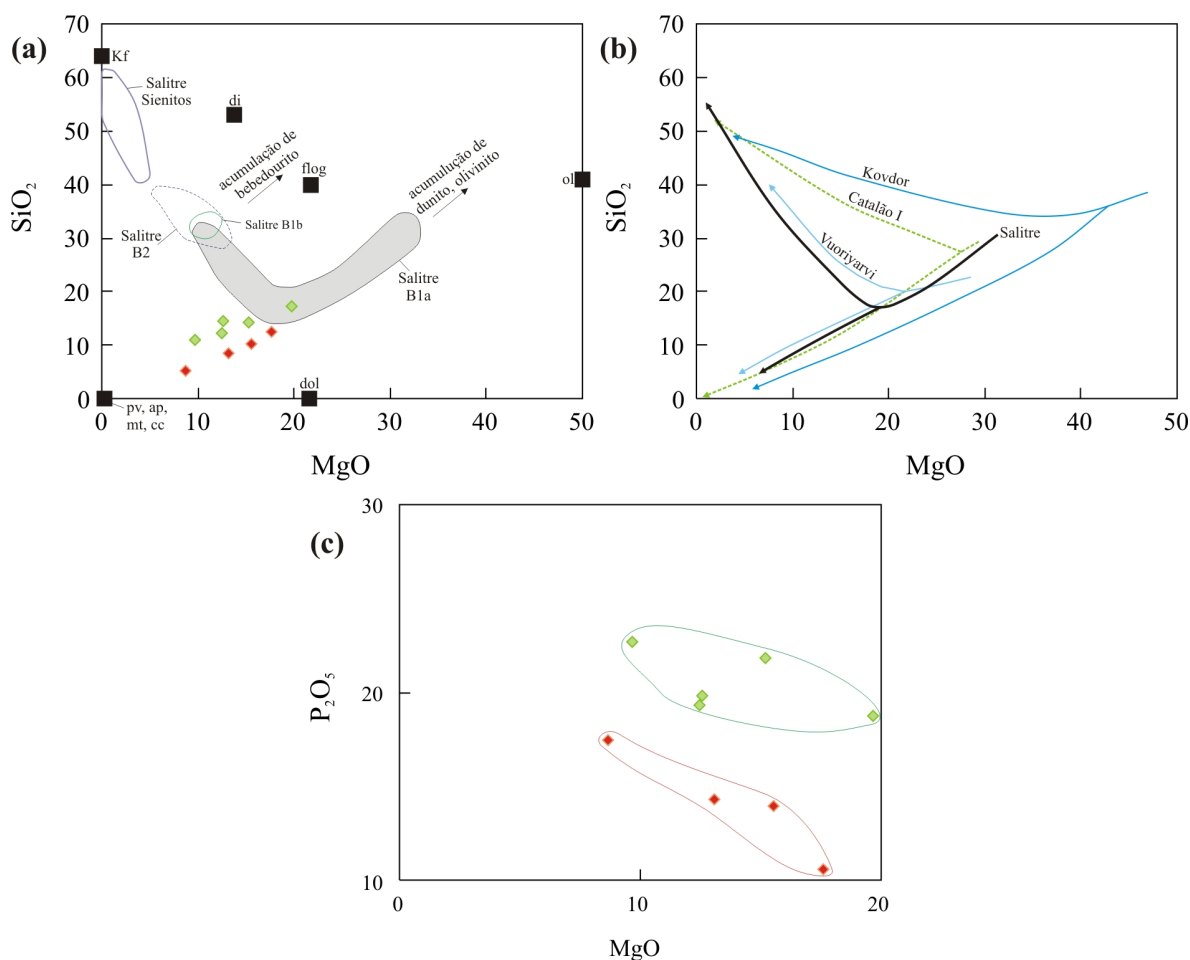 (a)
SiO2
70
60
50
40
30
20
10
0
Kf
Salitre
Sienitos
di
acumulação de
bebedourito
flog
acumulução de
dunito, olivinito
ol
Salitre B1b
Salitre
B2
Salitre
B1a
dol
pv, ap,
mt, cc
0
10
20
30
40
50
MgO
(b)
SiO2
70
60
50
40
30
20
10
0
Kovdor
Catalão I
Salitre
Vuoriyarvi
0
10
20
30
40
50
MgO
(c)
P2O5
30
20
10
0
10
20
MgO